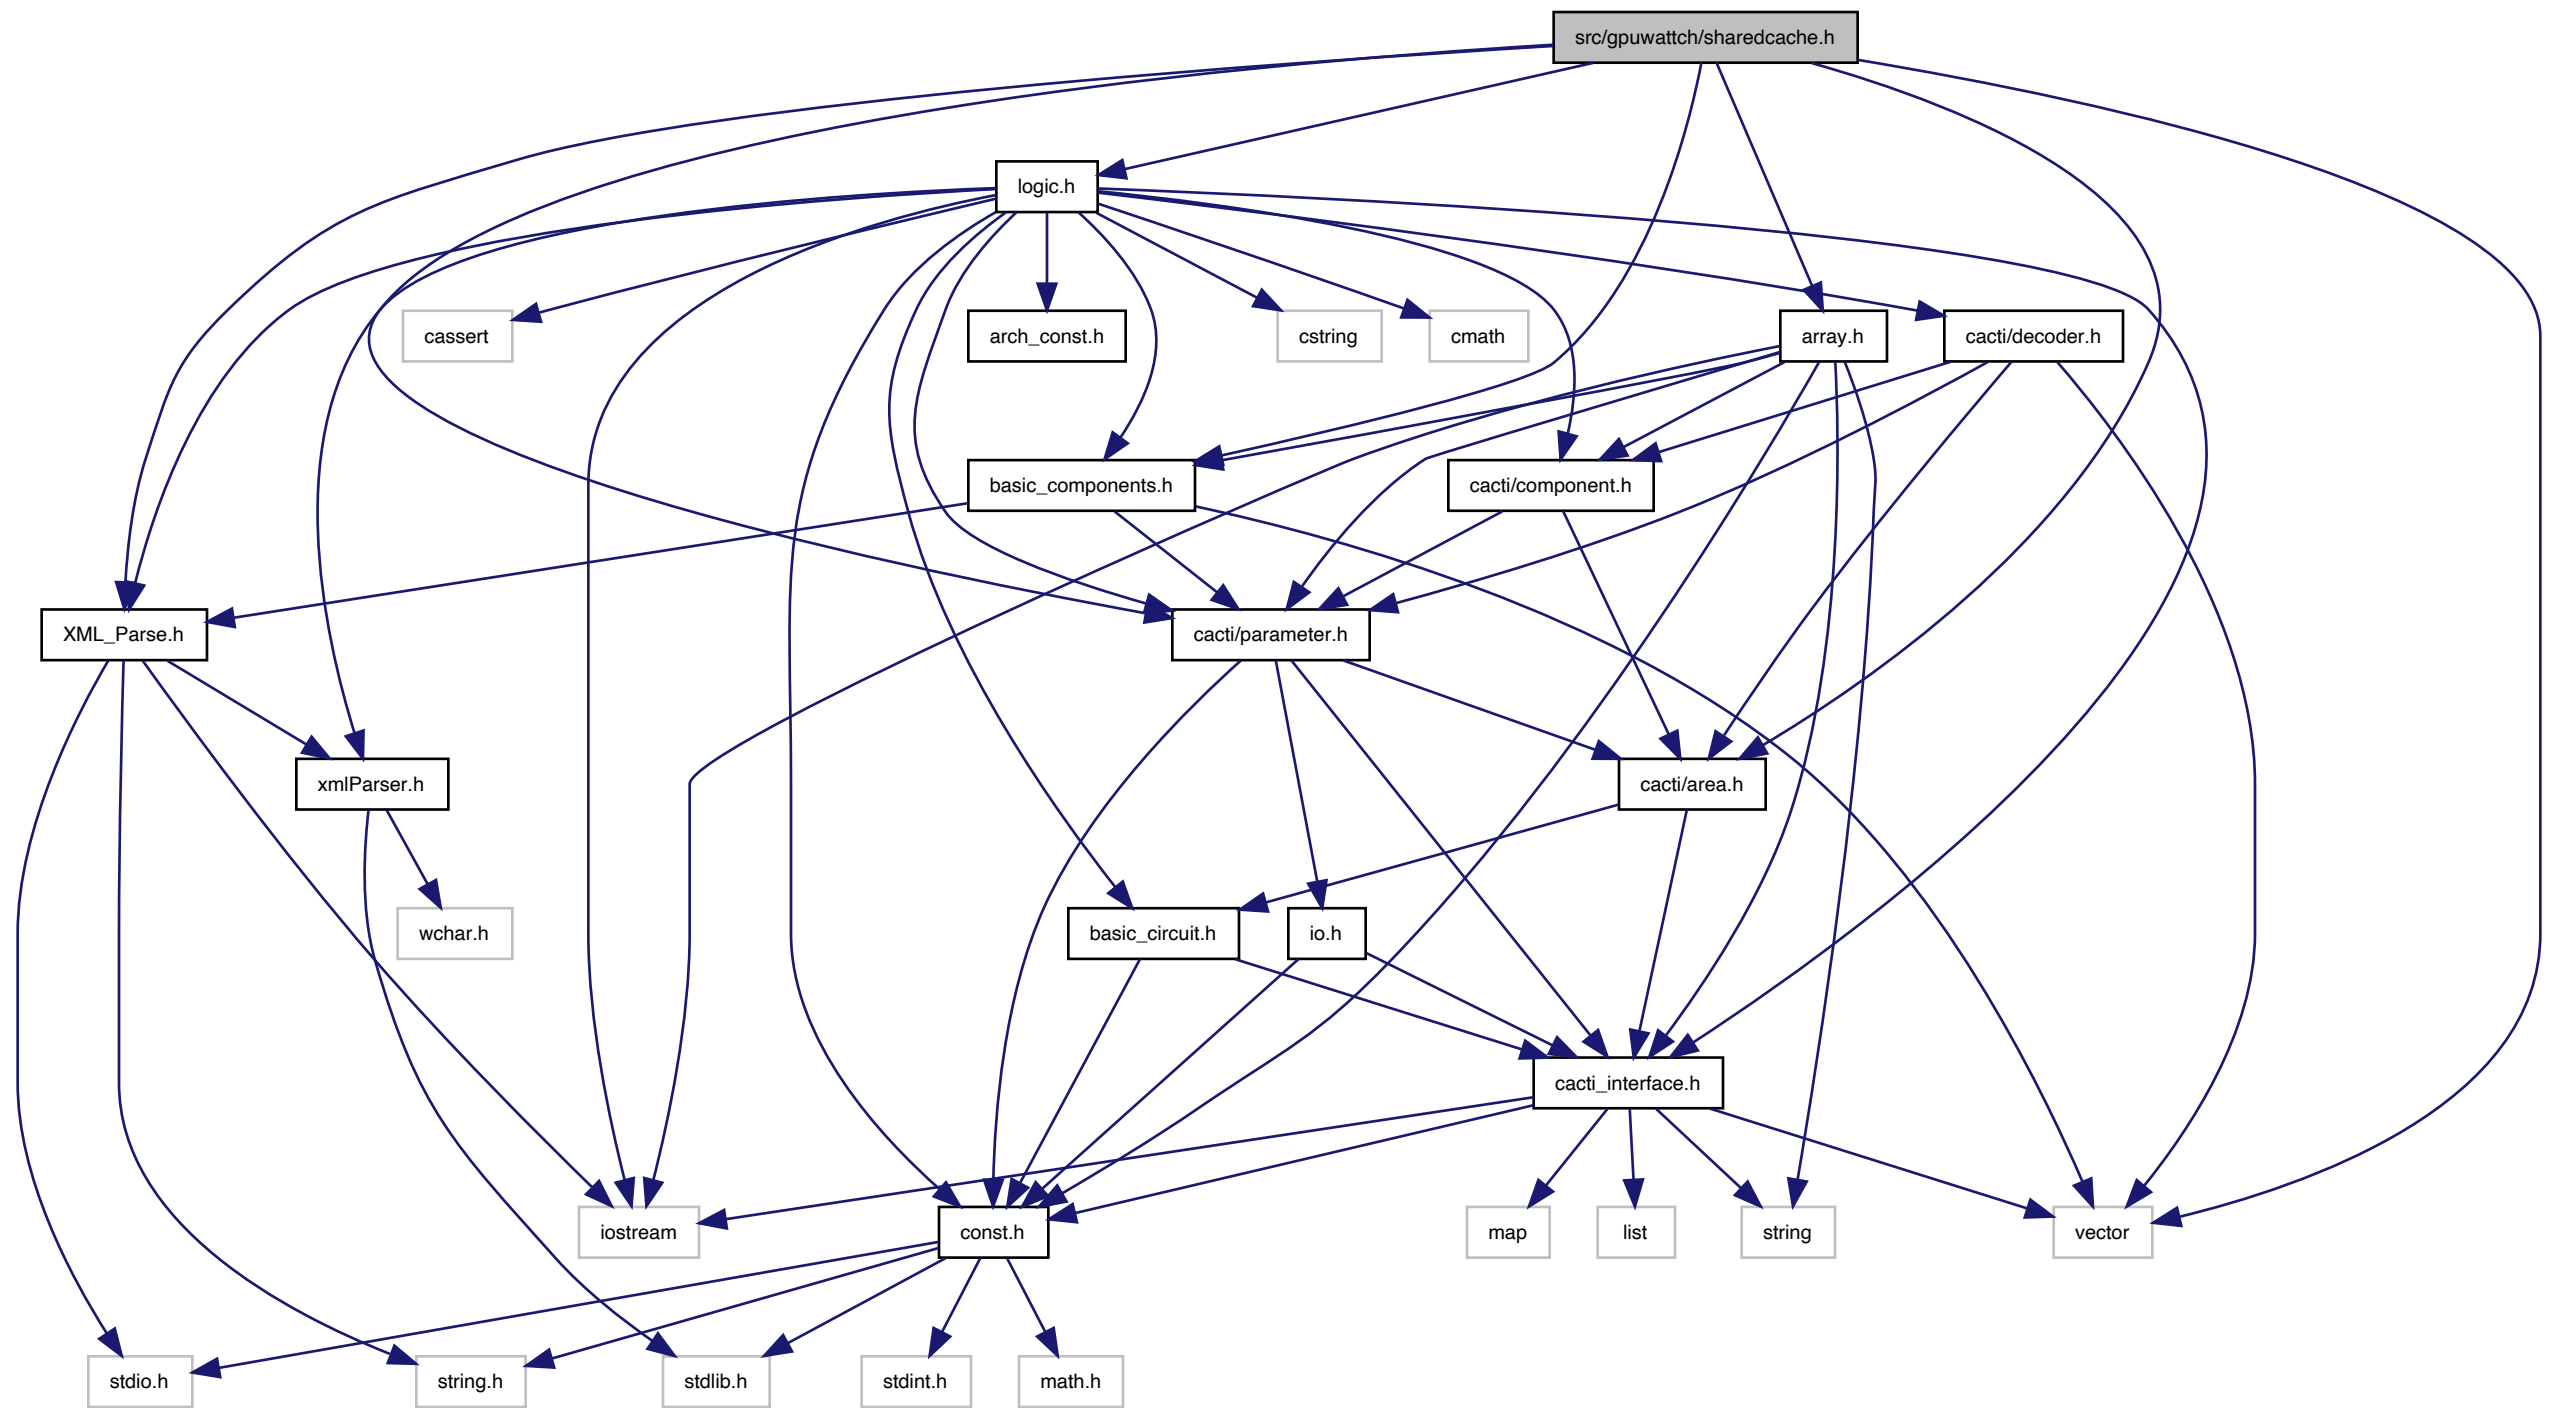 src/gpuwattch/sharedcache.h
logic.h
cassert
arch_const.h
cstring
cmath
array.h
cacti/decoder.h
basic_components.h
cacti/component.h
XML_Parse.h
cacti/parameter.h
xmlParser.h
cacti/area.h
wchar.h
basic_circuit.h
io.h
cacti_interface.h
iostream
const.h
map
list
string
vector
stdio.h
string.h
stdlib.h
stdint.h
math.h